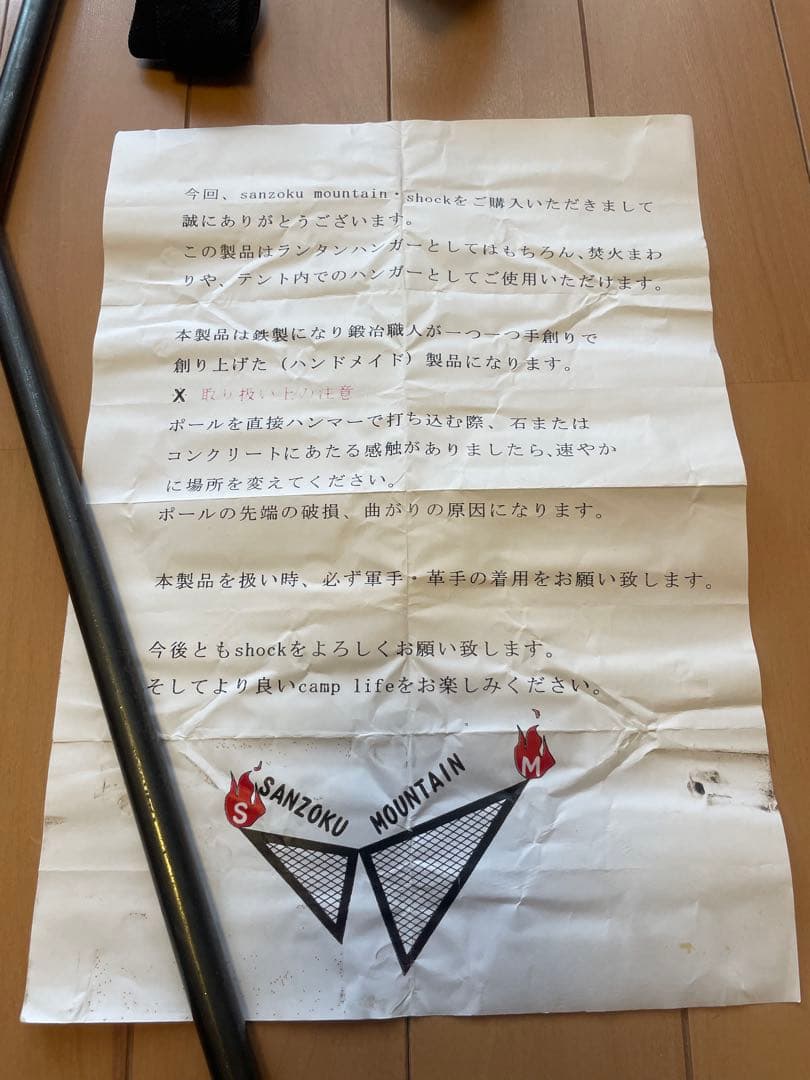 今回、sanzoku mountain・shockをご購入いただきまして
誠にありがとうございます。
この製品はランタンハンガーとしてはもちろん、焚火まわ
りや、テント内でのハンガーとしてご使用いただけます。
本製品は鉄製になり鍛冶職人が一つ一つ手創りで
創り上げた（ハンドメイド）製品になります。
X 取り扱い上の注意
ポールを直接ハンマーで打ち込む際、石または
コンクリートにあたる感触がありましたら、速やか
に場所を変えてください。
ポールの先端の破損、曲がりの原因になります。
本製品を扱い時、必ず軍手・革手の着用をお願い致します。
今後ともshockをよろしくお願い致します。
そしてより良いcamp lifeをお楽しみください。
S SANZOKU MOUNTAIN M